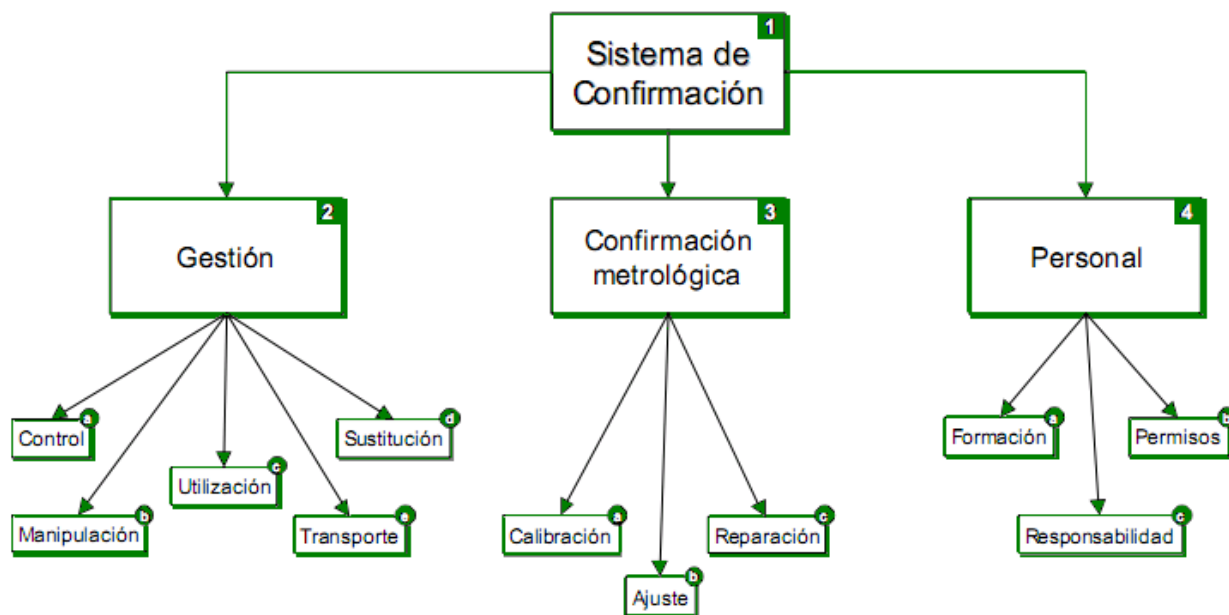 1
Sistema de
Confirmación
2
Gestión
3
Confirmación
metrológica
4
Personal
a
Control
d
Sustitución
c
Utilización
b
Manipulación
e
Transporte
a
Calibración
c
Reparación
b
Ajuste
a
Formación
b
Permisos
c
Responsabilidad